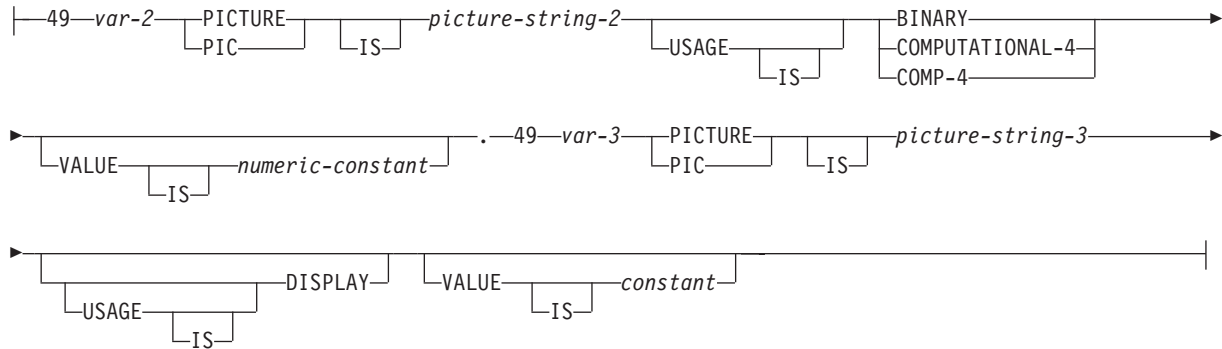 49 var-2 PICTURE picture-string-2 BINARY
PIC IS USAGE COMPUTATIONAL-4
IS COMP-4
. 49 var-3 PICTURE picture-string-3
VALUE numeric-constant PIC IS
IS
DISPLAY VALUE constant
USAGE IS
IS